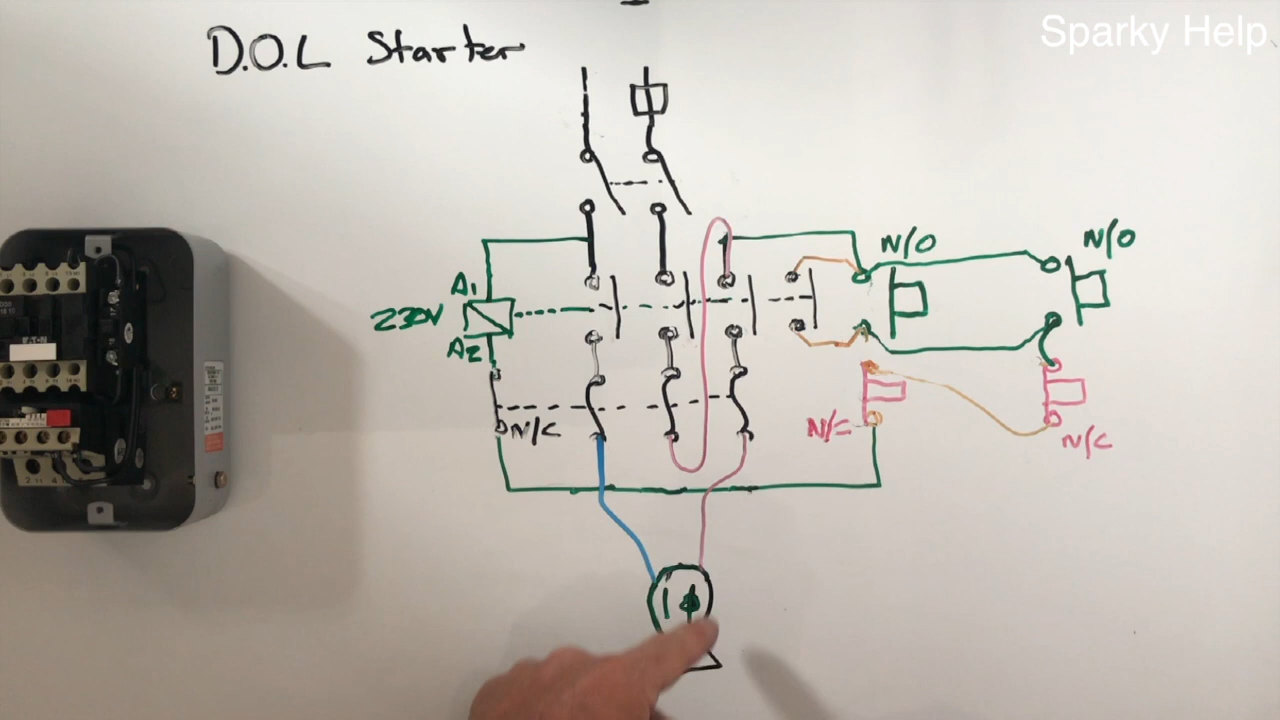 Sparky Help
D.O.L Starter
N/O
N/O
A1
230V
A2
N/C
N/C
N/C
1Φ